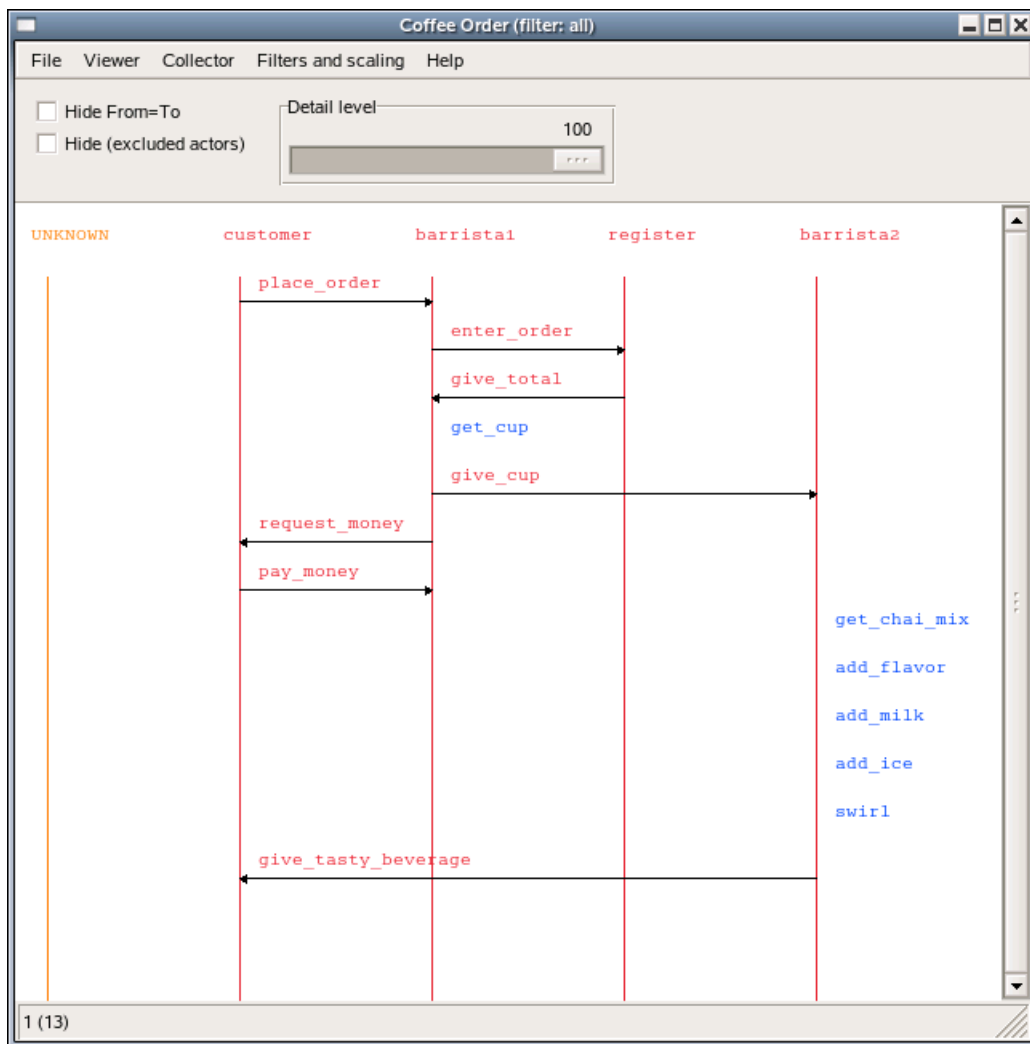 Coffee Order (filter: all)
File Viewer Collector Filters and scaling Help
Hide From=To
Hide (excluded actors)
Detail level
100
UNKNOWN customer barrista1 register barrista2
place_order
enter_order
give_total
get_cup
give_cup
request_money
pay_money
get_chai_mix
add_flavor
add_milk
add_ice
swirl
give_tasty_beverage
1 (13)